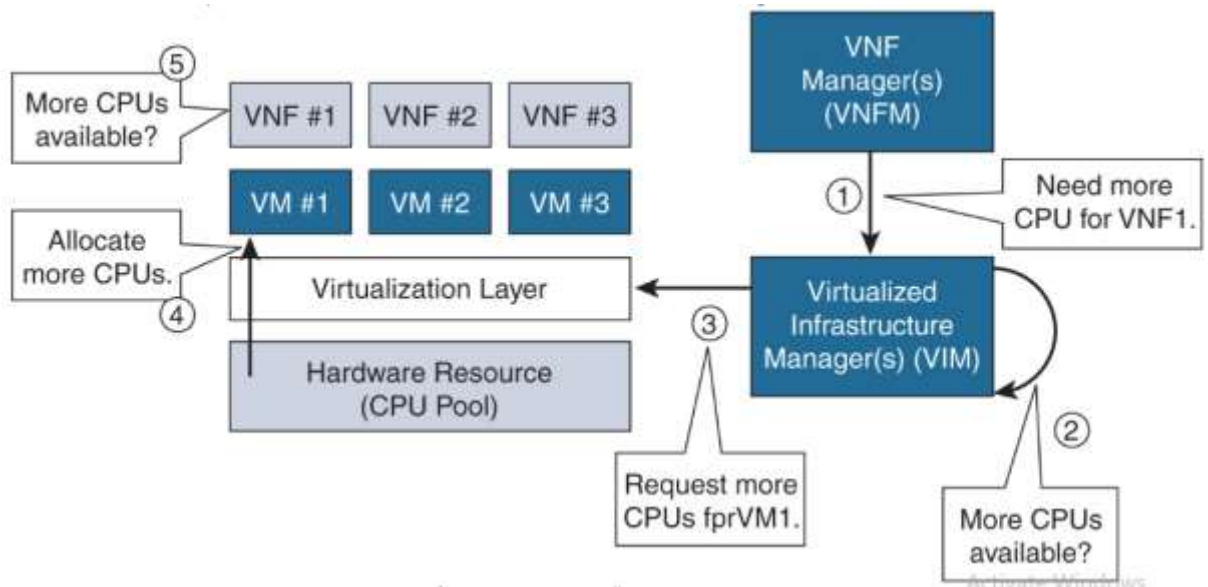 5
More CPUs
available?
VNF #1
VNF #2
VNF #3
VNF
Manager(s)
(VNFM)
VM #1
VM #2
VM #3
1
Need more
CPU for VNF1.
Allocate
more CPUs.
4
Virtualization Layer
Virtualized
Infrastructure
Manager(s) (VIM)
3
Hardware Resource
(CPU Pool)
2
Request more
CPUs fprVM1.
More CPUs
available?
Activate Windows